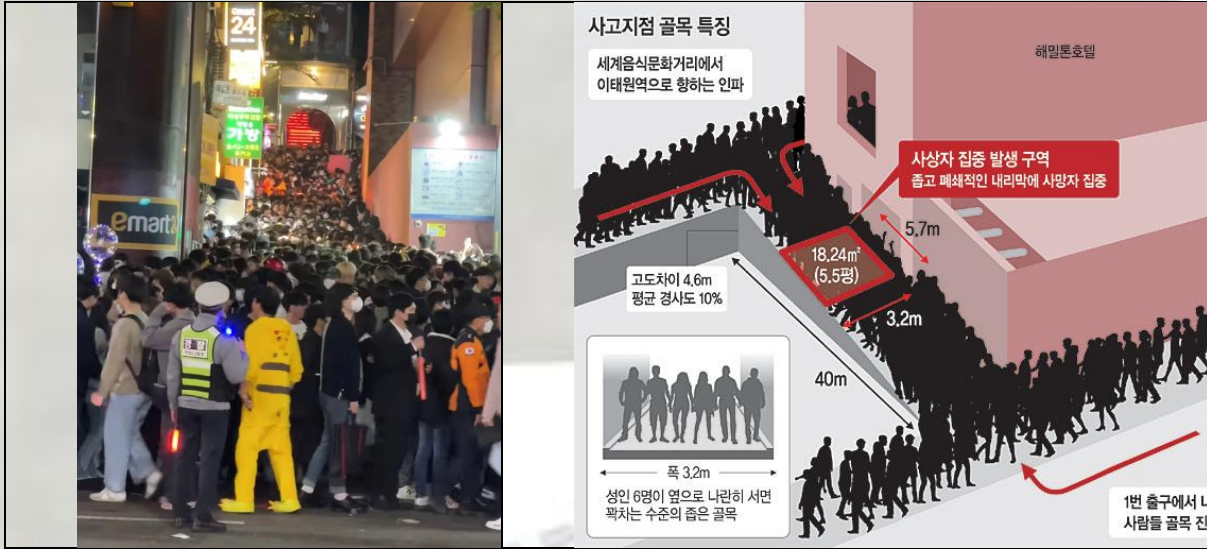 24
가방
emart24
경찰
POLICE
사고지점 골목 특징
세계음식문화거리에서
이태원역으로 향하는 인파
해밀톤호텔
사상자 집중 발생 구역
좁고 폐쇄적인 내리막에 사망자 집중
5.7m
18.24㎡
(5.5평)
고도차이 4.6m
평균 경사도 10%
3.2m
40m
폭 3.2m
성인 6명이 옆으로 나란히 서면
꽉차는 수준의 좁은 골목
1번 출구에서 나
사람들 골목 진